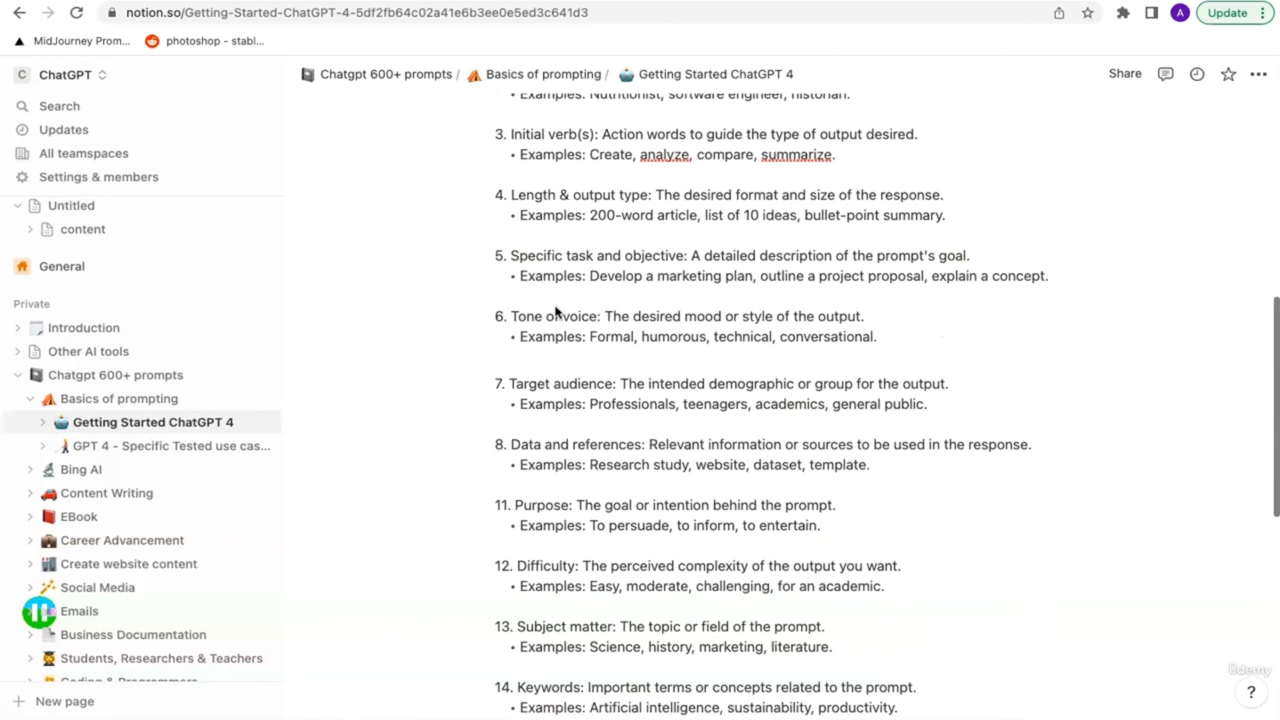 notion.so/Getting-Started-ChatGPT-4-5df2fb64c02a41e6b3ee0e5ed3c641d3
A
Update
MidJourney Prom...
photoshop - stabl...
C ChatGPT
Search
Updates
All teamspaces
Settings & members
Untitled
content
General
Private
Introduction
Other AI tools
Chatgpt 600+ prompts
Basics of prompting
Getting Started ChatGPT 4
GPT 4 - Specific Tested use cas...
Bing AI
Content Writing
EBook
Career Advancement
Create website content
Social Media
Emails
Business Documentation
Students, Researchers & Teachers
Coding & Programmers
New page
Chatgpt 600+ prompts / Basics of prompting / Getting Started ChatGPT 4
Share
• Examples: Nutritionist, software engineer, historian.
3. Initial verb(s): Action words to guide the type of output desired.
• Examples: Create, analyze, compare, summarize.
4. Length & output type: The desired format and size of the response.
• Examples: 200-word article, list of 10 ideas, bullet-point summary.
5. Specific task and objective: A detailed description of the prompt's goal.
• Examples: Develop a marketing plan, outline a project proposal, explain a concept.
6. Tone of voice: The desired mood or style of the output.
• Examples: Formal, humorous, technical, conversational.
7. Target audience: The intended demographic or group for the output.
• Examples: Professionals, teenagers, academics, general public.
8. Data and references: Relevant information or sources to be used in the response.
• Examples: Research study, website, dataset, template.
11. Purpose: The goal or intention behind the prompt.
• Examples: To persuade, to inform, to entertain.
12. Difficulty: The perceived complexity of the output you want.
• Examples: Easy, moderate, challenging, for an academic.
13. Subject matter: The topic or field of the prompt.
• Examples: Science, history, marketing, literature.
14. Keywords: Important terms or concepts related to the prompt.
• Examples: Artificial intelligence, sustainability, productivity.
ûdemy
?